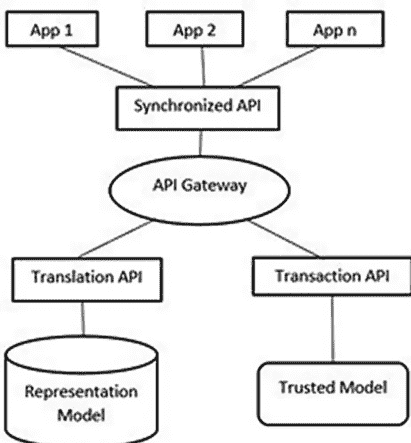 App 1
App 2
App n
Synchronized API
API Gateway
Translation API
Transaction API
Representation
Model
Trusted Model